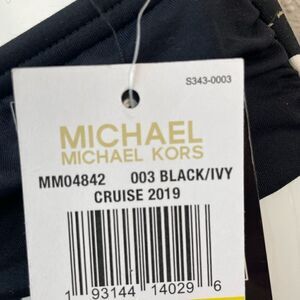 S343-0003
MICHAEL
MICHAEL KORS
MM04842 003 BLACK/IVY
CRUISE 2019
1 93144 14029 6